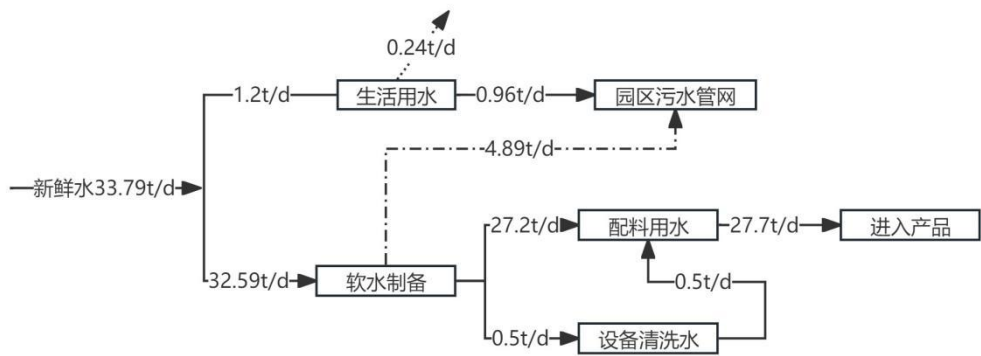 0.24t/d
1.2t/d
生活用水
0.96t/d
园区污水管网
4.89t/d
新鲜水33.79t/d
27.2t/d
配料用水
27.7t/d
进入产品
32.59t/d
软水制备
0.5t/d
0.5t/d
设备清洗水